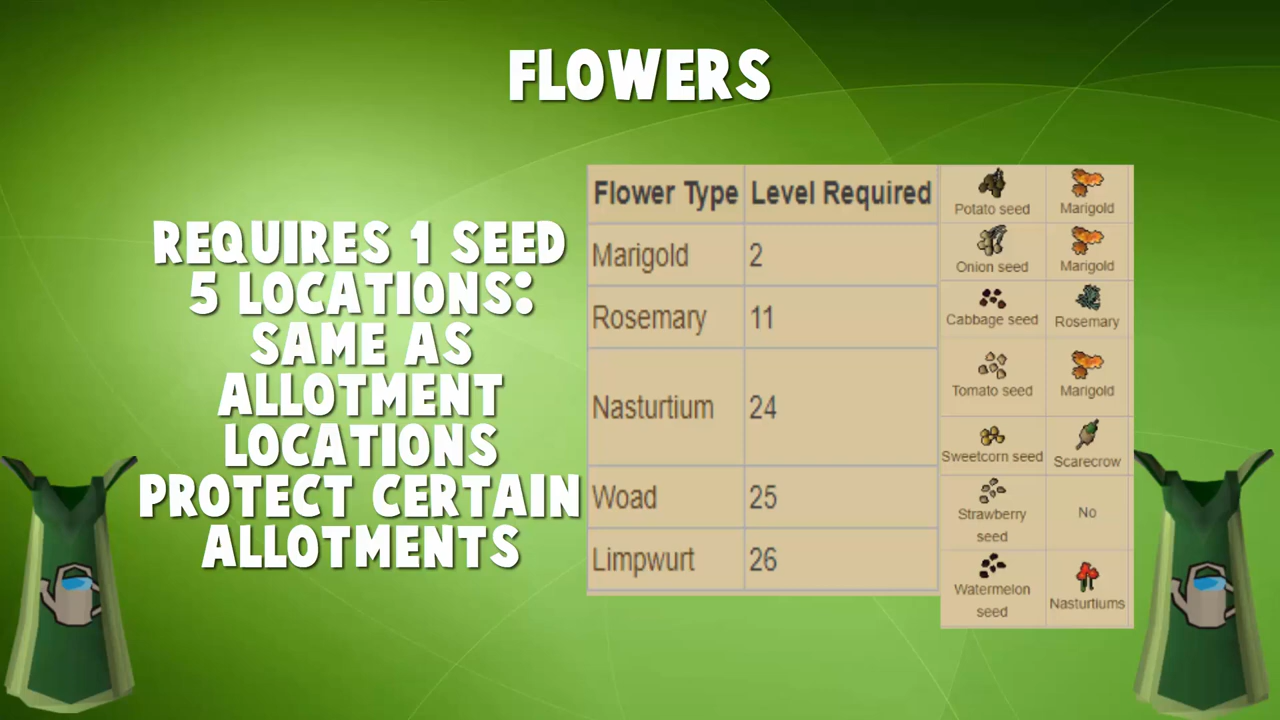 FLOWERS
REQUIRES 1 SEED
5 LOCATIONS:
SAME AS
ALLOTMENT
LOCATIONS
PROTECT CERTAIN
ALLOTMENTS
Flower Type Level Required
Marigold 2
Rosemary 11
Nasturtium 24
Woad 25
Limpwurt 26
Potato seed Marigold
Onion seed Marigold
Cabbage seed Rosemary
Tomato seed Marigold
Sweetcorn seed Scarecrow
Strawberry
seed
No
Watermelon
seed
Nasturtiums